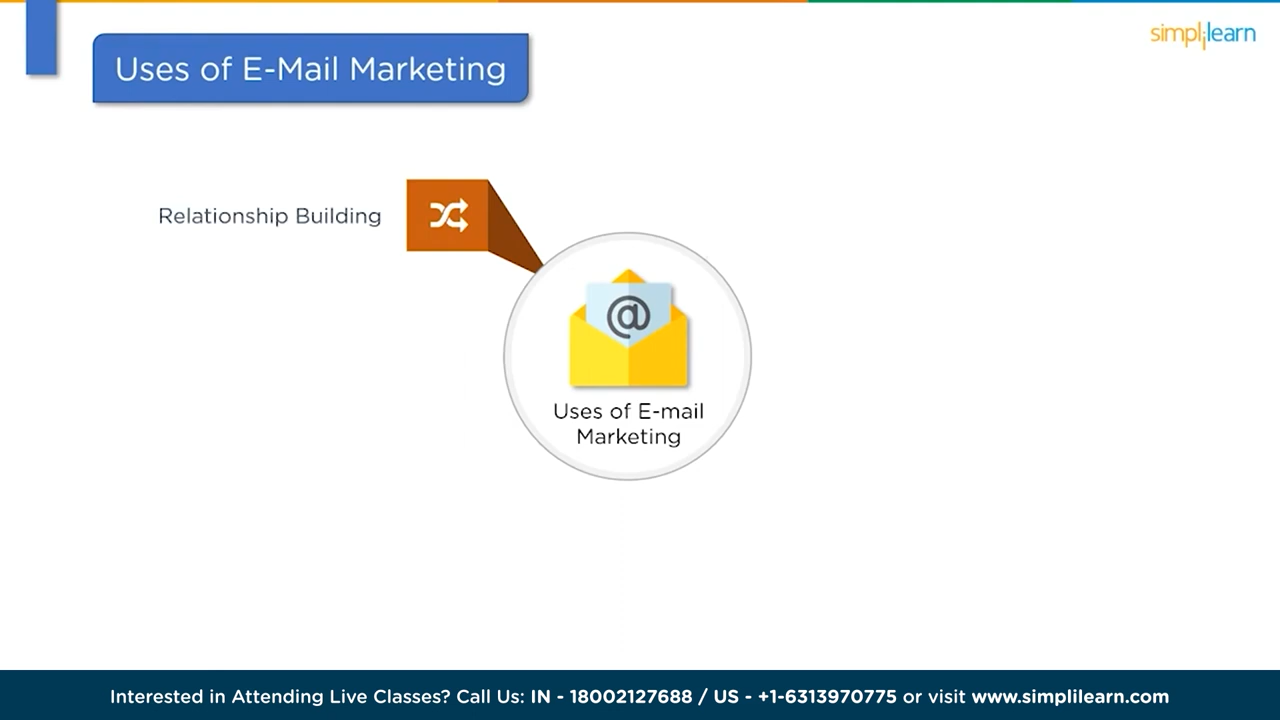 Uses of E-Mail Marketing
simplilearn
Relationship Building
@
Uses of E-mail
Marketing
Interested in Attending Live Classes? Call Us: IN - 18002127688 / US - +1-6313970775 or visit www.simplilearn.com